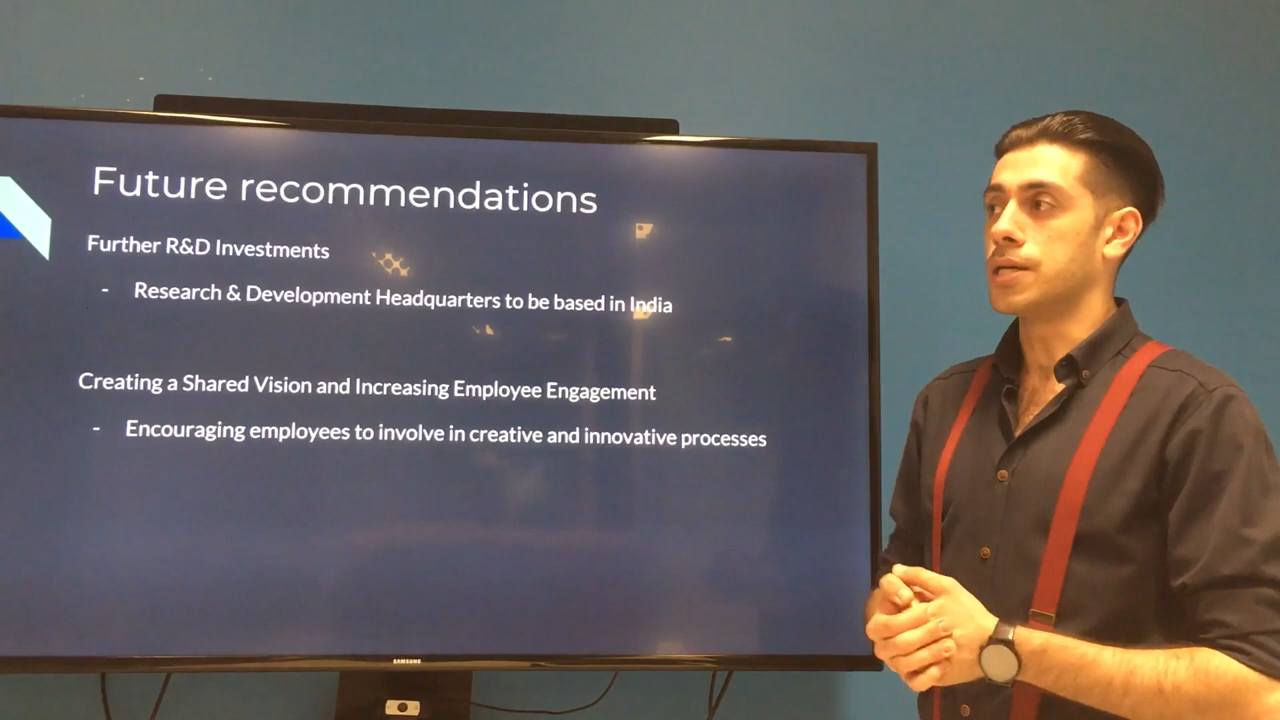 Future recommendations
Further R&D Investments
- Research & Development Headquarters to be based in India
Creating a Shared Vision and Increasing Employee Engagement
- Encouraging employees to involve in creative and innovative processes
SAMSUNG